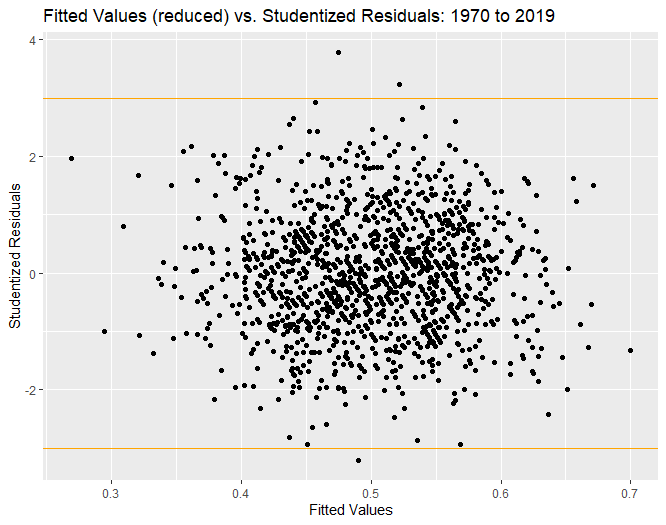 Fitted Values (reduced) vs. Studentized Residuals: 1970 to 2019
4
2
0
-2
Studentized Residuals
0.3 0.4 0.5 0.6 0.7
Fitted Values